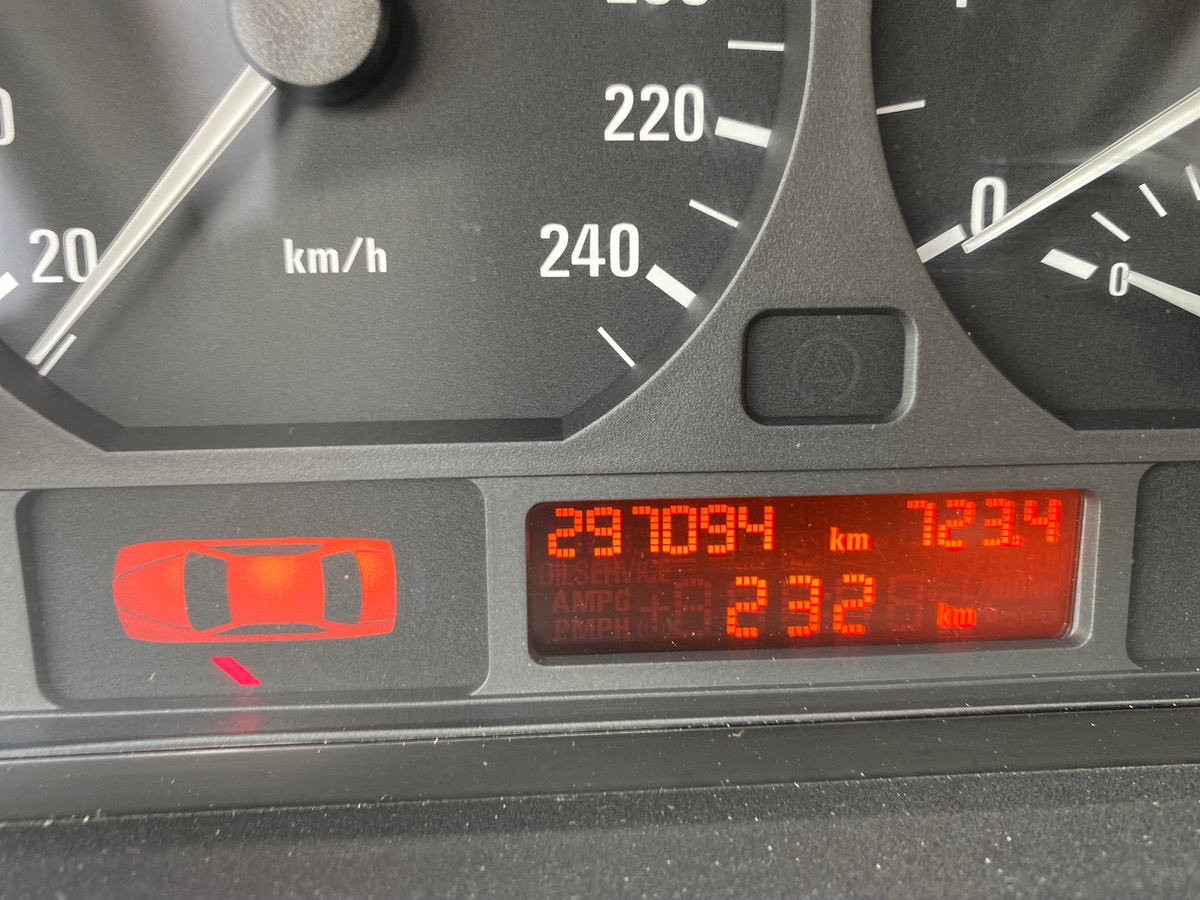 220
20
km/h
240
0
0
297094 km 723.4
OILSERVICE
AMPG
232 km
PMPH